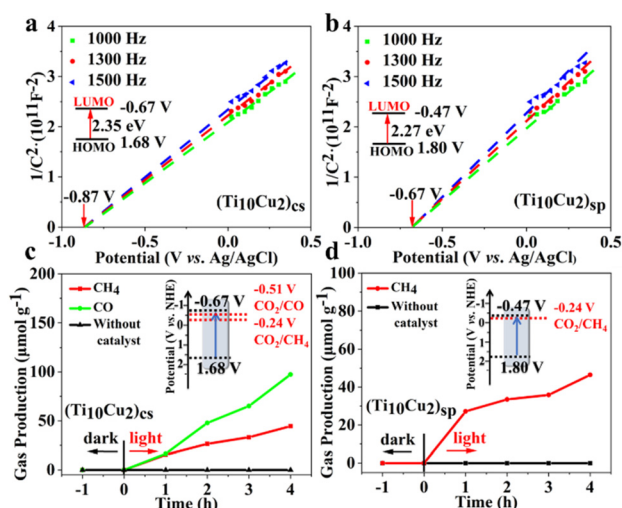 a
4
3
2
1
0
1/C²·(10¹¹F⁻²)
1000 Hz
1300 Hz
1500 Hz
LUMO
-0.67 V
2.35 eV
HOMO
1.68 V
-0.87 V
(Ti10Cu2)cs
-1.0 -0.5 0.0 0.5
Potential (V vs. Ag/AgCl)
b
4
3
2
1
0
1/C²·(10¹¹F⁻²)
1000 Hz
1300 Hz
1500 Hz
LUMO
-0.47 V
2.27 eV
HOMO
1.80 V
-0.67 V
(Ti10Cu2)sp
-1.0 -0.5 0.0 0.5
Potential (V vs. Ag/AgCl)
c
200
150
100
50
0
Gas Production (μmol g⁻¹)
CH₄
CO
Without
catalyst
Potential (V vs. NHE)
-1
0
1
2
-0.67 V
1.68 V
-0.51 V
CO₂/CO
-0.24 V
CO₂/CH₄
(Ti10Cu2)cs
dark
light
-1 0 1 2 3 4
Time (h)
d
100
80
60
40
20
0
Gas Production (μmol g⁻¹)
CH₄
Without
catalyst
Potential (V vs. NHE)
-1
0
1
2
-0.47 V
1.80 V
-0.24 V
CO₂/CH₄
(Ti10Cu2)sp
dark
light
-1 0 1 2 3 4
Time (h)